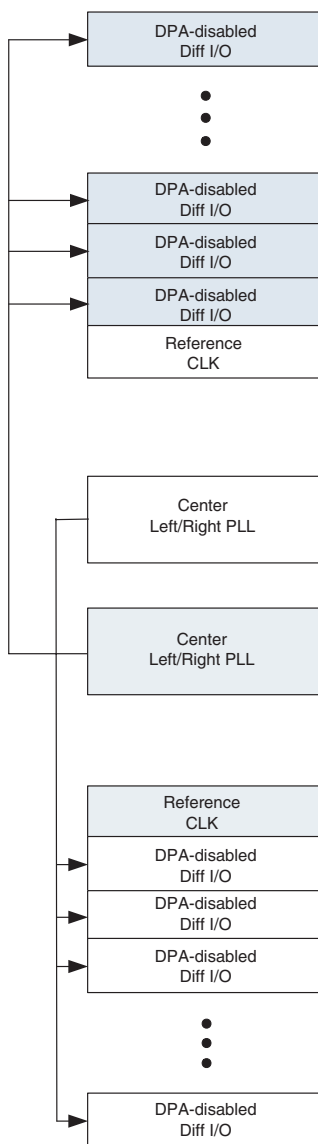 DPA-disabled
Diff I/O
DPA-disabled
Diff I/O
DPA-disabled
Diff I/O
DPA-disabled
Diff I/O
Reference
CLK
Center
Left/Right PLL
Center
Left/Right PLL
Reference
CLK
DPA-disabled
Diff I/O
DPA-disabled
Diff I/O
DPA-disabled
Diff I/O
DPA-disabled
Diff I/O